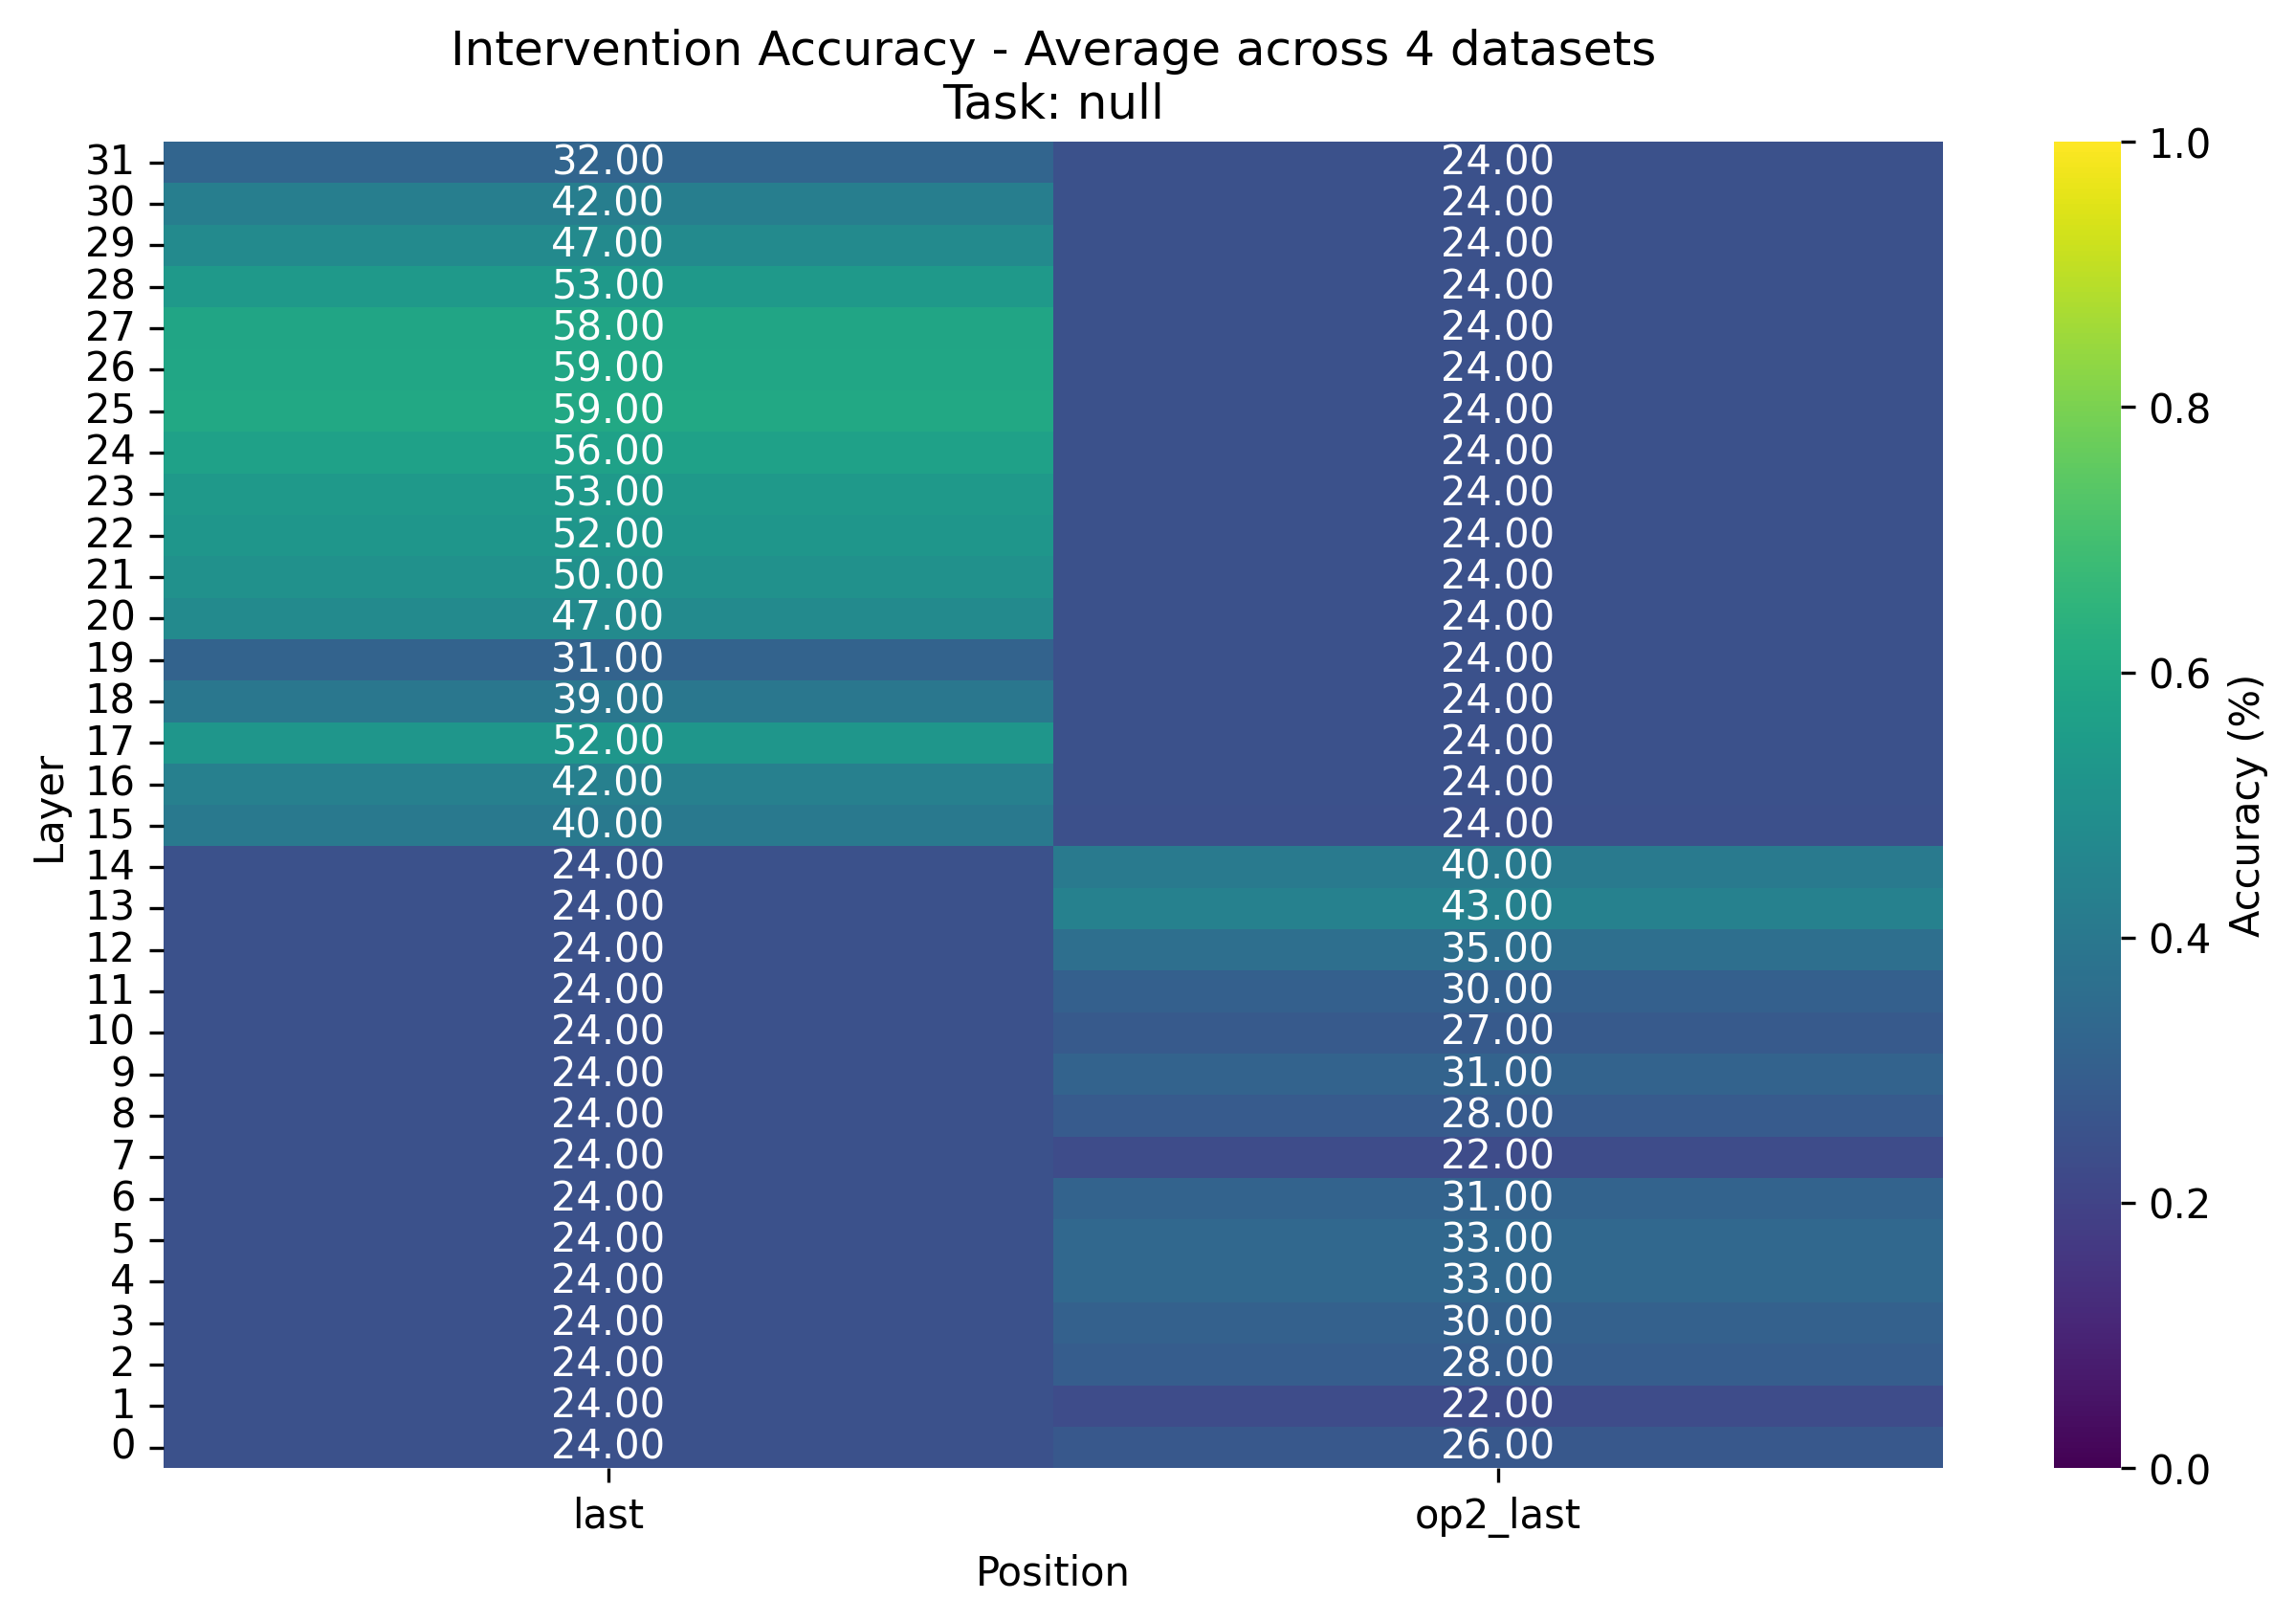 Intervention Accuracy - Average across 4 datasets
Task: null
31 32.00 24.00
30 42.00 24.00
29 47.00 24.00
28 53.00 24.00
27 58.00 24.00
26 59.00 24.00
25 59.00 24.00
24 56.00 24.00
23 53.00 24.00
22 52.00 24.00
21 50.00 24.00
20 47.00 24.00
19 31.00 24.00
18 39.00 24.00
17 52.00 24.00
16 42.00 24.00
15 40.00 24.00
14 24.00 40.00
13 24.00 43.00
12 24.00 35.00
11 24.00 30.00
10 24.00 27.00
9 24.00 31.00
8 24.00 28.00
7 24.00 22.00
6 24.00 31.00
5 24.00 33.00
4 24.00 33.00
3 24.00 30.00
2 24.00 28.00
1 24.00 22.00
0 24.00 26.00
last op2_last
Position
Layer
1.0
0.8
0.6
0.4
0.2
0.0
Accuracy (%)